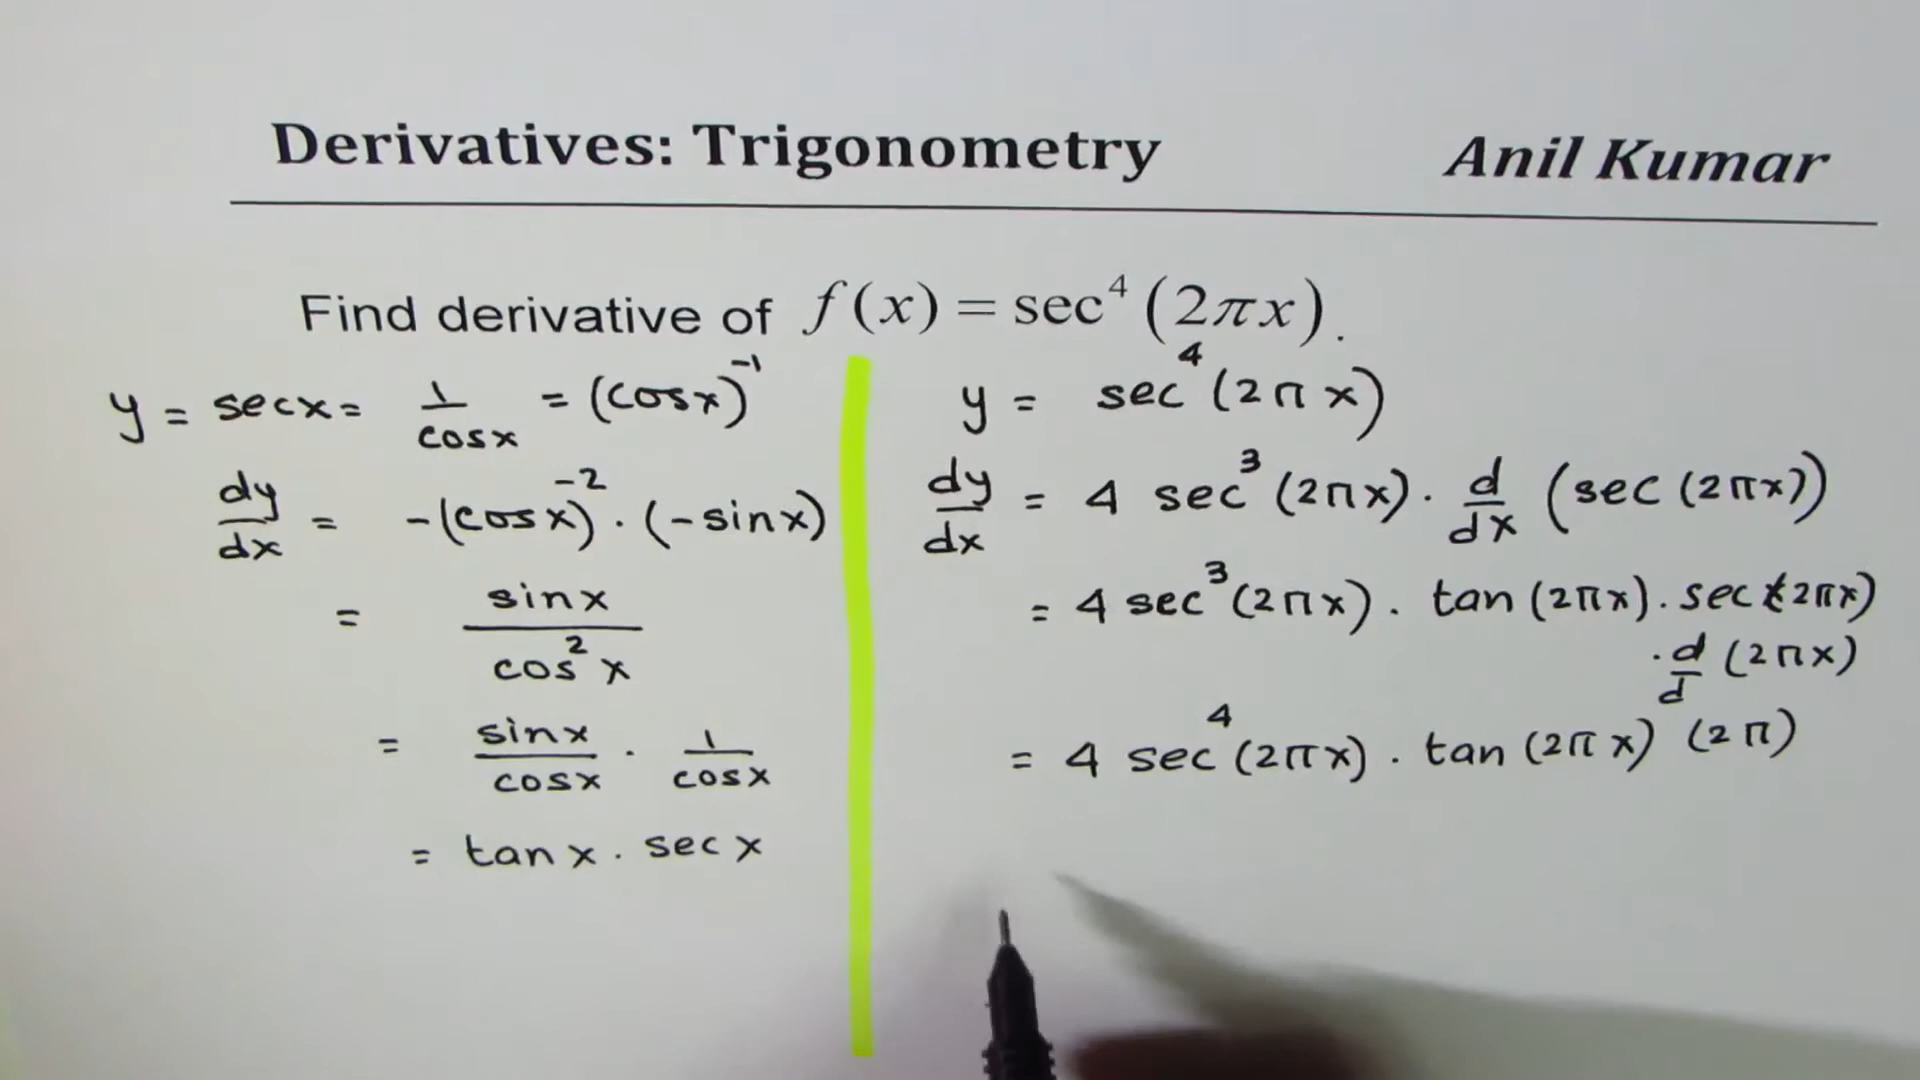 Derivatives: Trigonometry Anil Kumar
Find derivative of f(x) = sec⁴(2πx).
y = secx = 1/cosx = (cosx)⁻¹
dy/dx = -(cosx)⁻² · (-sinx)
= sinx/cos²x
= sinx/cosx · 1/cosx
= tanx · secx
y = sec⁴(2πx)
dy/dx = 4 sec³(2πx) · d/dx (sec(2πx))
= 4 sec³(2πx) · tan(2πx) · sec(2πx)
· d/d (2πx)
= 4 sec⁴(2πx) · tan(2πx) (2π)